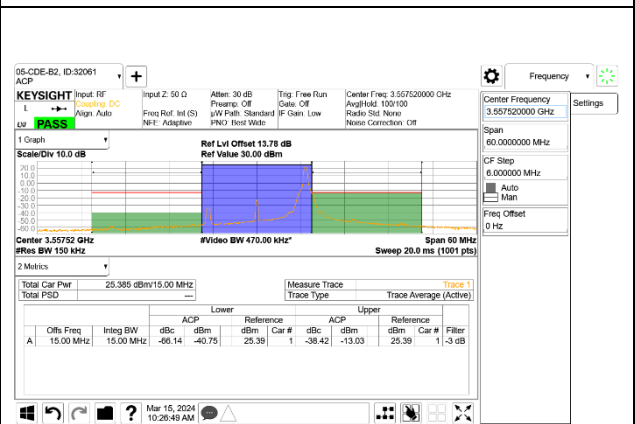 05-CDE-B2, ID:32061
ACP
Frequency
KEYSIGHT
Input: RF
Coupling: DC
Align: Auto
Input Z: 50 Ω
Freq Ref: Int (S)
NFE: Adaptive
Atten: 30 dB
Preamp: Off
µW Path: Standard
PNO: Best Wide
Trig: Free Run
Gate: Off
IF Gain: Low
Center Freq: 3.557520000 GHz
Avg|Hold: 100/100
Radio Std: None
Noise Correction: Off
L
PASS
Center Frequency
3.557520000 GHz
Settings
Span
60.0000000 MHz
CF Step
6.000000 MHz
Auto
Man
Freq Offset
0 Hz
1 Graph
Scale/Div 10.0 dB
Ref Lvl Offset 13.78 dB
Ref Value 30.00 dBm
20.0
10.0
0.00
-10.0
-20.0
-30.0
-40.0
-50.0
-60.0
Center 3.55752 GHz
#Video BW 470.00 kHz*
Span 60 MHz
#Res BW 150 kHz
Sweep 20.0 ms (1001 pts)
2 Metrics
Total Car Pwr 25.385 dBm/15.00 MHz
Total PSD ---
Measure Trace Trace 1
Trace Type Trace Average (Active)
Lower Upper
ACP Reference ACP Reference
Offs Freq Integ BW dBc dBm dBm Car # dBc dBm dBm Car # Filter
A 15.00 MHz 15.00 MHz -66.14 -40.75 25.39 1 -38.42 -13.03 25.39 1 -3 dB
Mar 15, 2024
10:26:49 AM